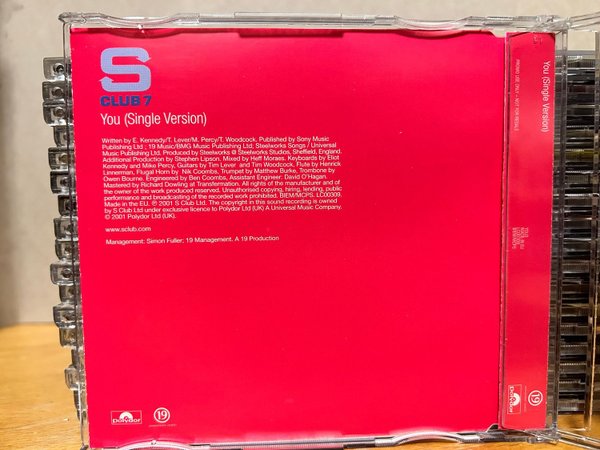 S
CLUB 7
You (Single Version)
Written by E. Kennedy/T. Lever/M. Percy/T. Woodcock. Published by Sony Music
Publishing Ltd ; 19 Music/BMG Music Publishing Ltd; Steelworks Songs / Universal
Music Publishing Ltd. Produced by Steelworks @ Steelworks Studios, Sheffield, England.
Additional Production by Stephen Lipson. Mixed by Heff Moraes. Keyboards by Eliot
Kennedy and Mike Percy, Guitars by Tim Lever and Tim Woodcock, Flute by Henrick
Linnerman, Flugal Horn by Nik Coombs, Trumpet by Matthew Burke, Trombone by
Owen Bourne. Engineered by Ben Coombs, Assistant Engineer: David O'Hagan.
Mastered by Richard Dowling at Transfermation. All rights of the manufacturer and of
the owner of the work produced reserved. Unauthorised copying, hiring, lending, public
performance and broadcasting of the recorded work prohibited. BIEM/MCPS. LC00309.
Made in the EU. ℗ 2001 S Club Ltd. The copyright in this sound recording is owned
by S Club Ltd under exclusive licence to Polydor Ltd (UK) A Universal Music Company.
© 2001 Polydor Ltd (UK).
www.sclub.com
Management: Simon Fuller; 19 Management. A 19 Production
polydor
19
You (Single Version)
PROMO USE ONLY - NOT FOR RESALE
polydor
19